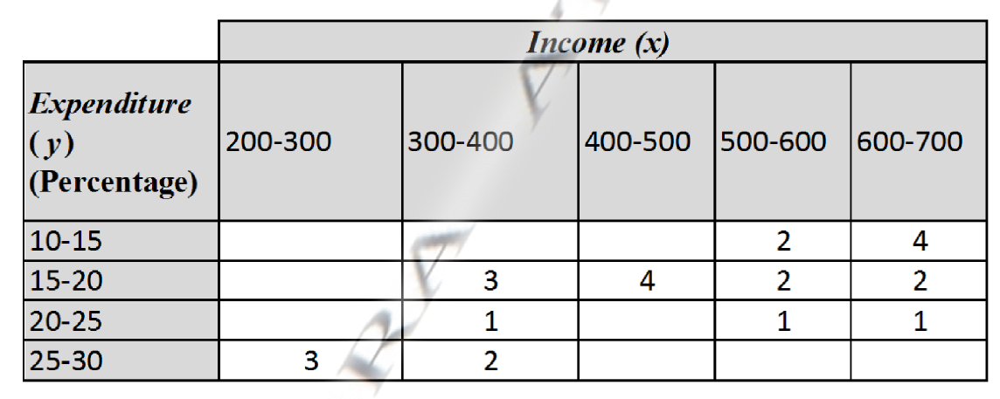 Income (x)
Expenditure
( y)
(Percentage) 200-300 300-400 400-500 500-600 600-700
10-15 2 4
15-20 3 4 2 2
20-25 1 1 1
25-30 3 2